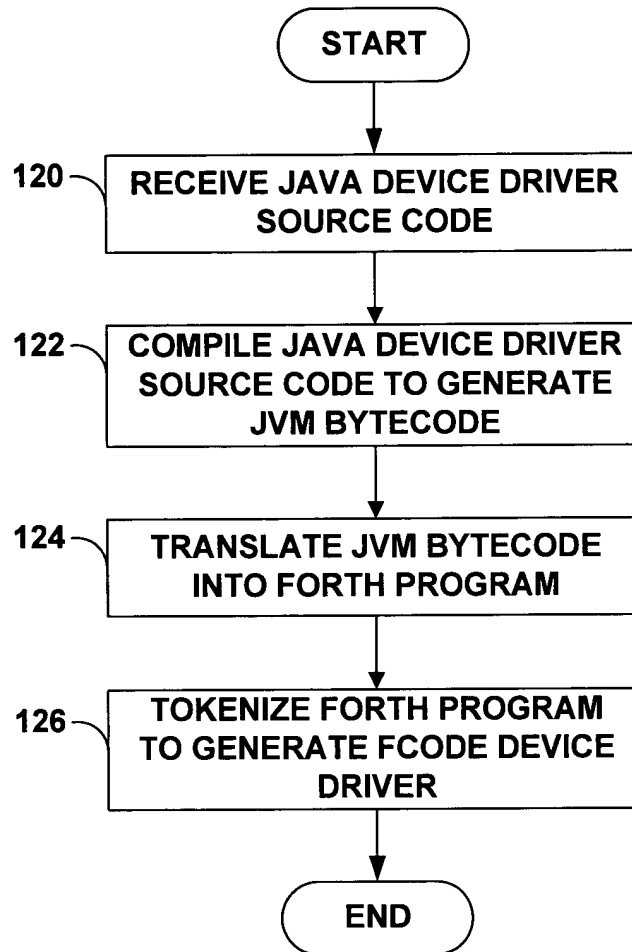 START
120
RECEIVE JAVA DEVICE DRIVER
SOURCE CODE
122
COMPILE JAVA DEVICE DRIVER
SOURCE CODE TO GENERATE
JVM BYTECODE
124
TRANSLATE JVM BYTECODE
INTO FORTH PROGRAM
126
TOKENIZE FORTH PROGRAM
TO GENERATE FCODE DEVICE
DRIVER
END